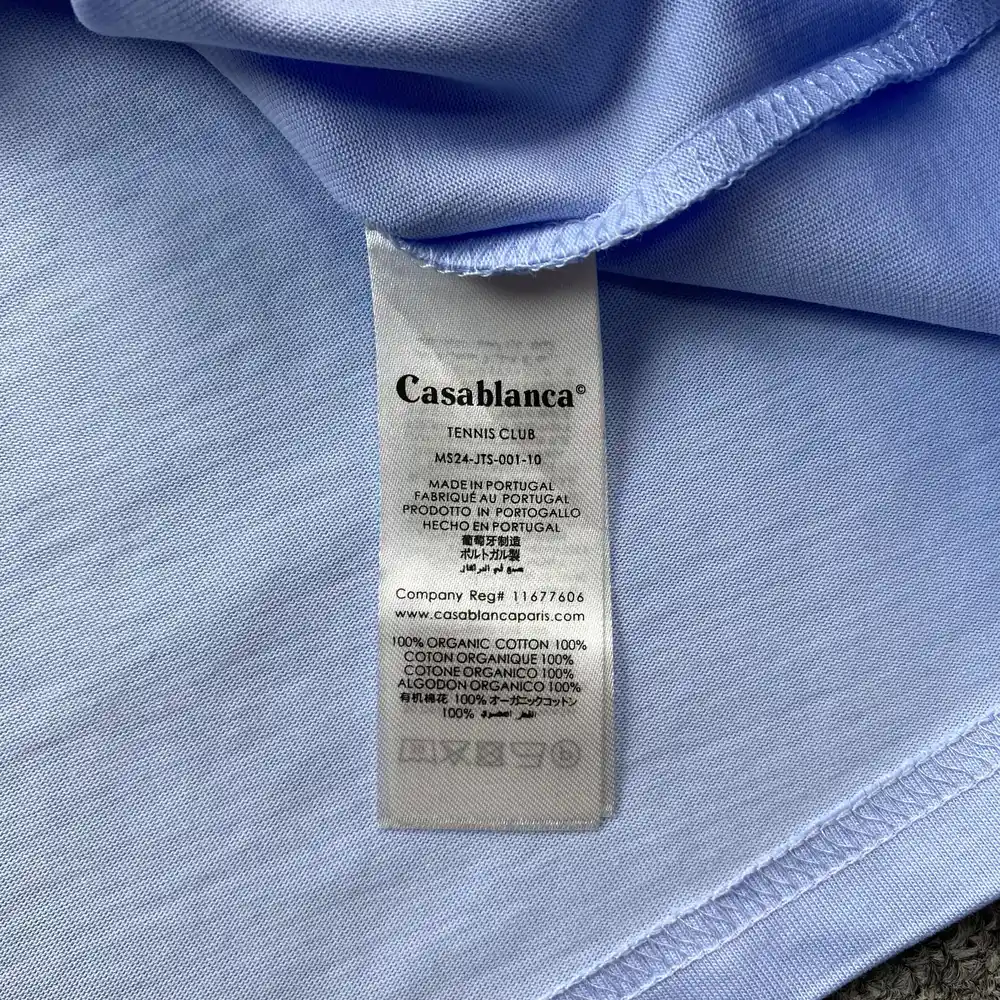 Casablanca©
TENNIS CLUB
MS24-JTS-001-10
MADE IN PORTUGAL
FABRIQUÉ AU PORTUGAL
PRODOTTO IN PORTOGALLO
HECHO EN PORTUGAL
葡萄牙制造
ポルトガル製
صنع في
Company Reg# 11677606
www.casablancaparis.com
100% ORGANIC COTTON 100%
COTON ORGANIQUE 100%
COTONE ORGANICO 100%
ALGODON ORGANICO 100%
有机棉花 100% オーガニックコットン
100%